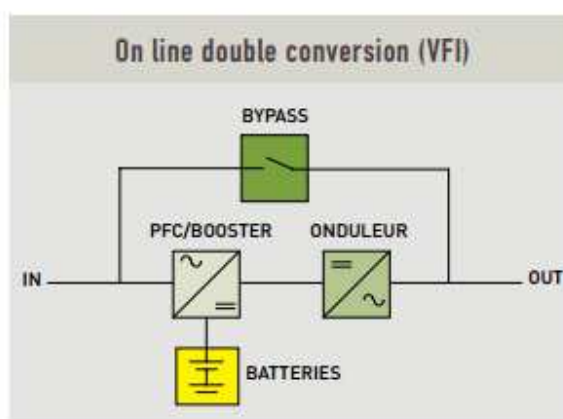 On line double conversion (VFI)
BYPASS
PFC/BOOSTER
ONDULEUR
IN
OUT
BATTERIES